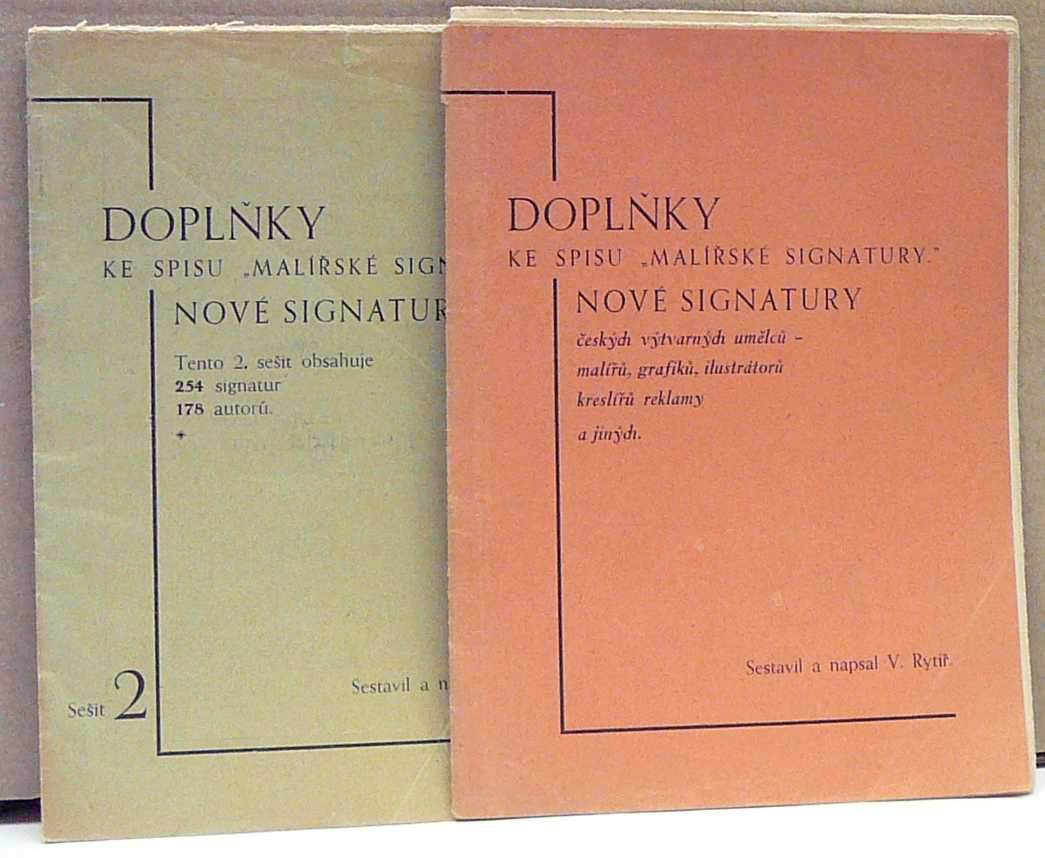 DOPLŇKY
KE SPISU „MALÍŘSKÉ SIGN
NOVÉ SIGNATUR
Tento 2. sešit obsahuje
254 signatur
178 autorů.
Sestavil a n
Sešit 2
DOPLŇKY
KE SPISU „MALÍŘSKÉ SIGNATURY.“
NOVÉ SIGNATURY
českých výtvarných umělců –
malířů, grafiků, ilustrátorů
kreslířů reklamy
a jiných.
Sestavil a napsal V. Rytíř.